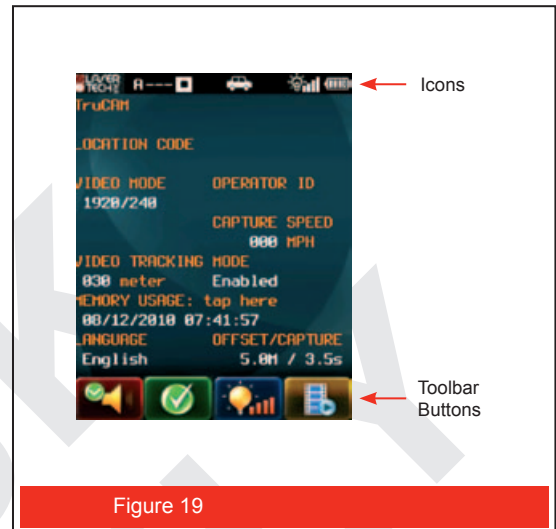 LASER TECH A---
Icons
TruCAM
LOCATION CODE
VIDEO MODE OPERATOR ID
1920/240
CAPTURE SPEED
000 MPH
VIDEO TRACKING MODE
030 meter Enabled
MEMORY USAGE: tap here
08/12/2010 07:41:57
LANGUAGE OFFSET/CAPTURE
English 5.0M / 3.5s
Toolbar
Buttons
Figure 19